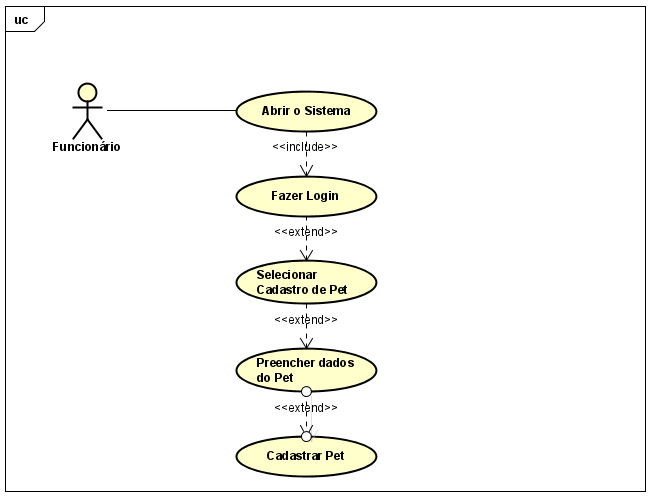 uc
Abrir o Sistema
Funcionário
<<include>>
Fazer Login
<<extend>>
Selecionar
Cadastro de Pet
<<extend>>
Preencher dados
do Pet
<<extend>>
Cadastrar Pet